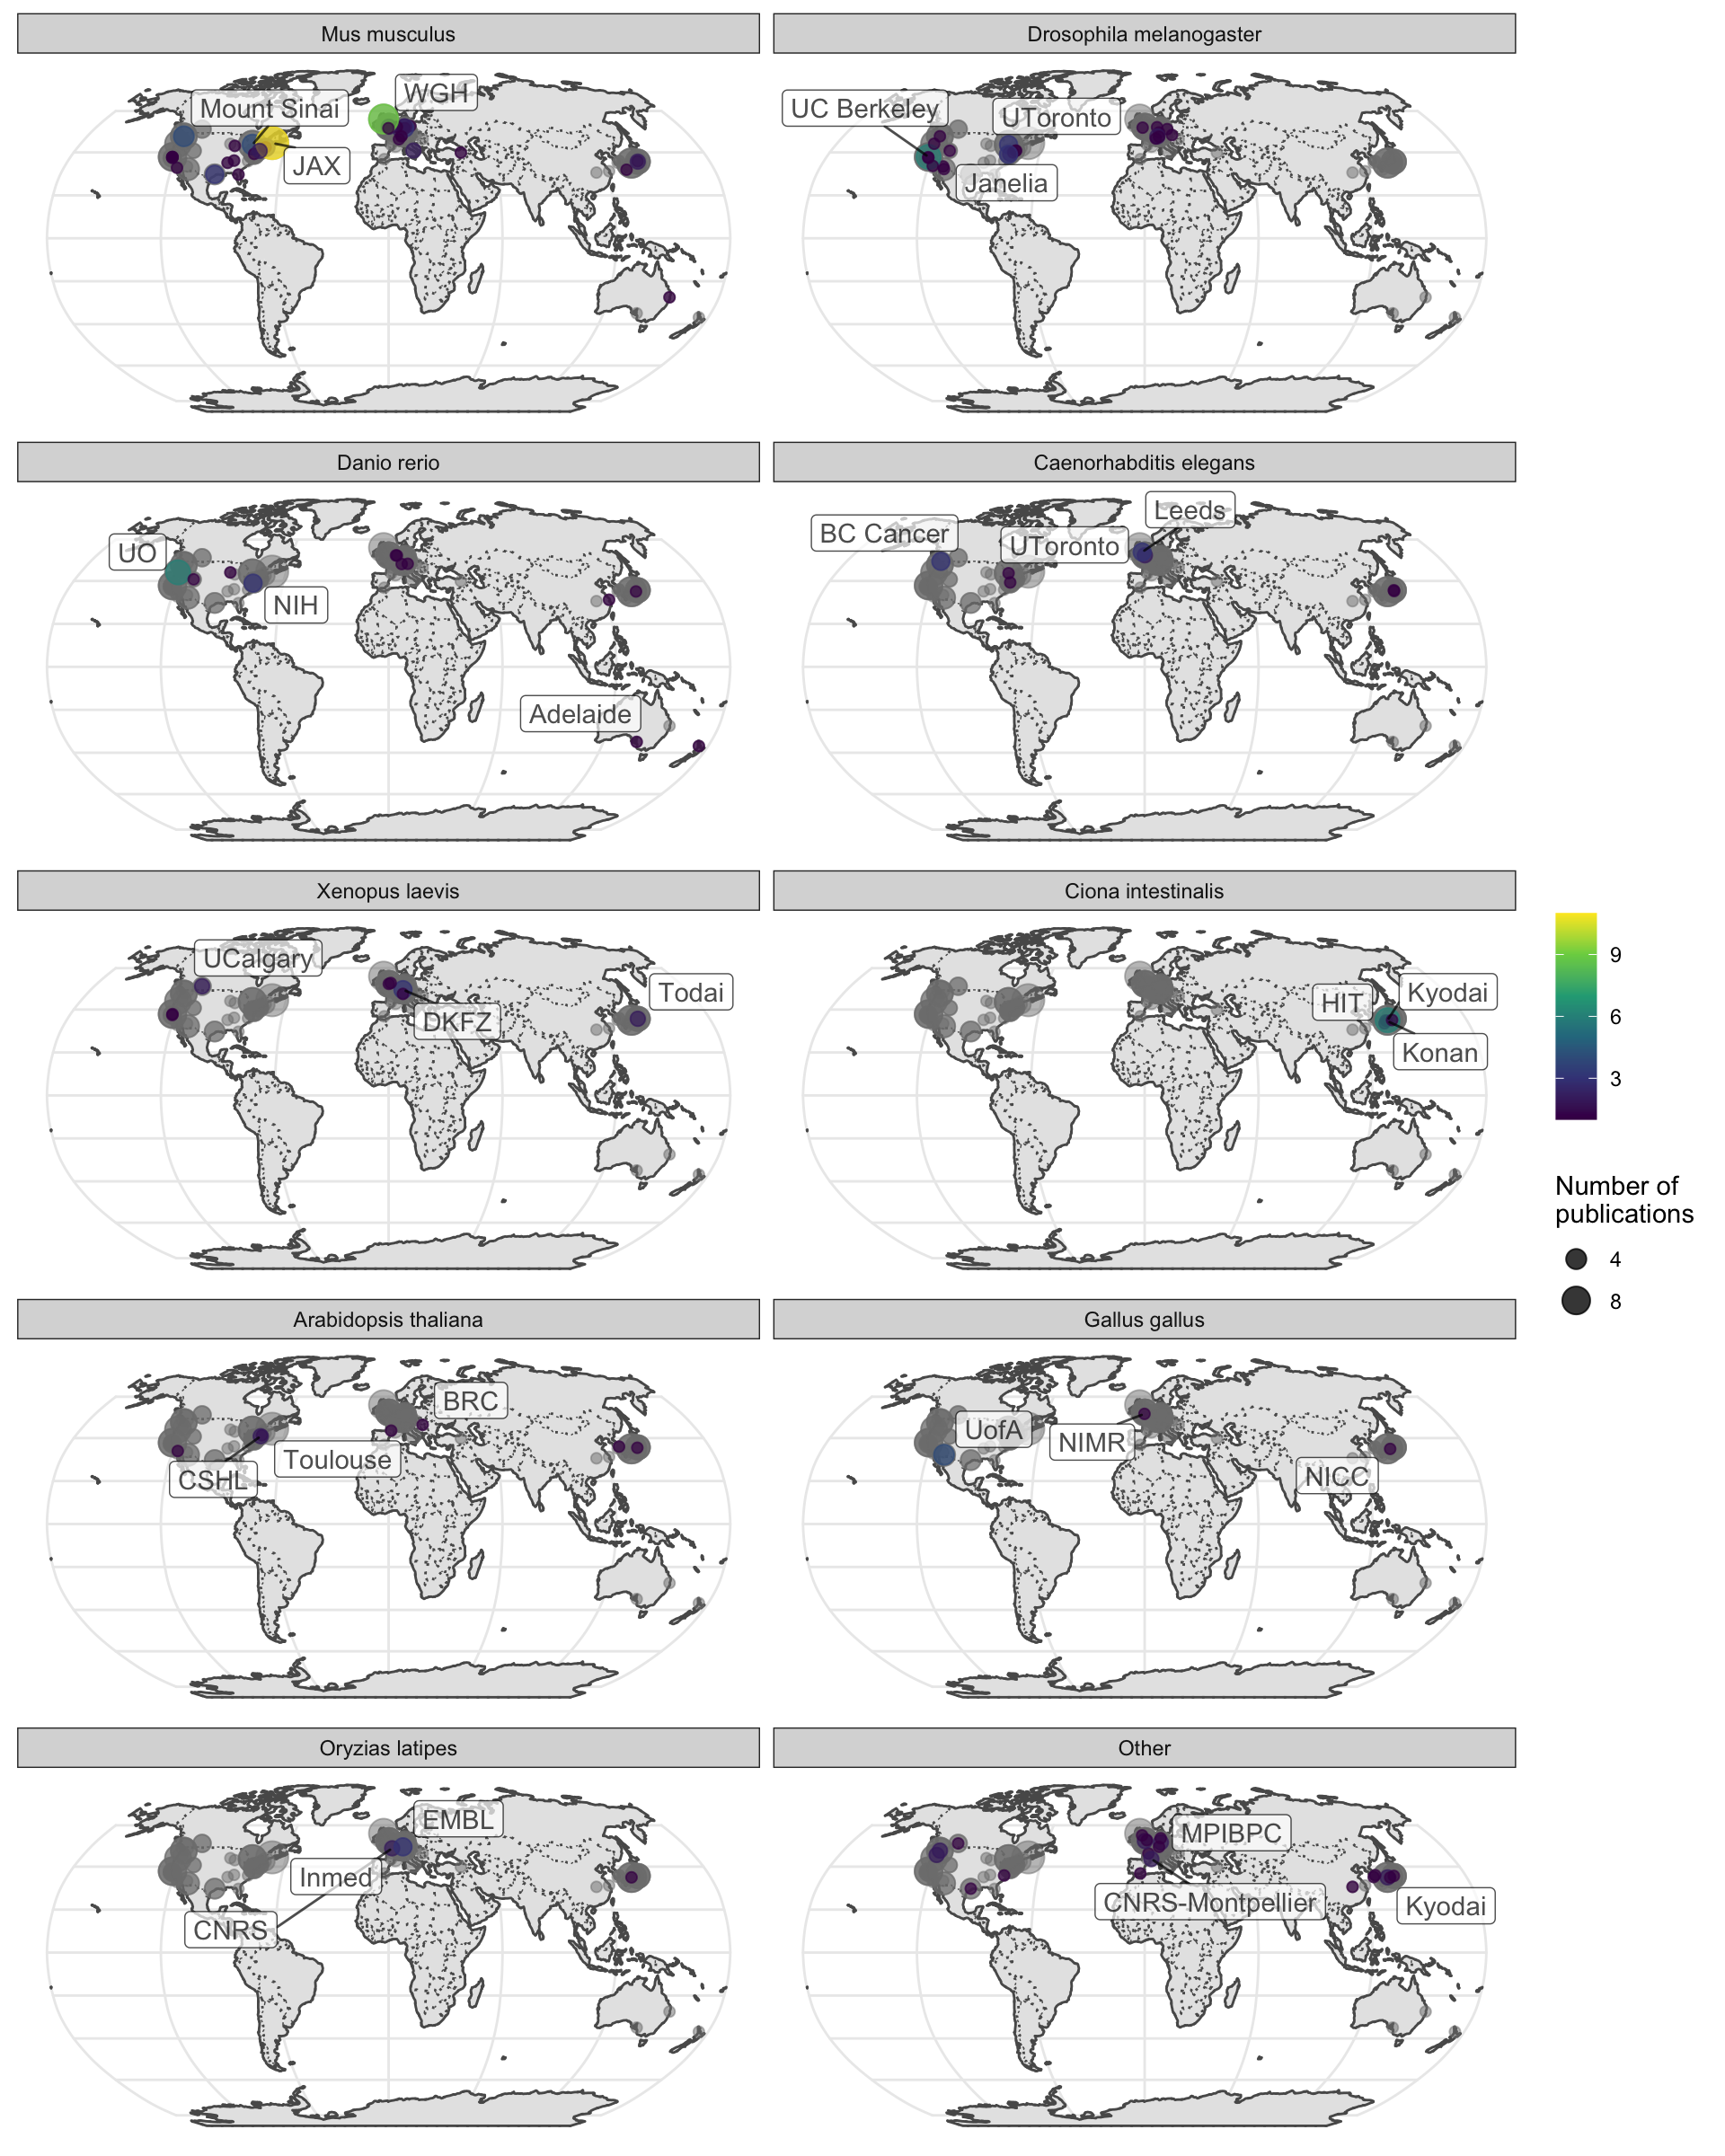 Mus musculus
Drosophila melanogaster
Mount Sinai
WGH
JAX
UC Berkeley
UToronto
Janelia
Danio rerio
Caenorhabditis elegans
UO
NIH
Adelaide
BC Cancer
UToronto
Leeds
Xenopus laevis
Ciona intestinalis
UCalgary
DKFZ
Todai
HIT
Kyodai
Konan
9
6
3
Number of
publications
4
8
Arabidopsis thaliana
Gallus gallus
BRC
Toulouse
CSHL
UofA
NIMR
NICC
Oryzias latipes
Other
EMBL
Inmed
CNRS
MPIBPC
CNRS-Montpellier
Kyodai